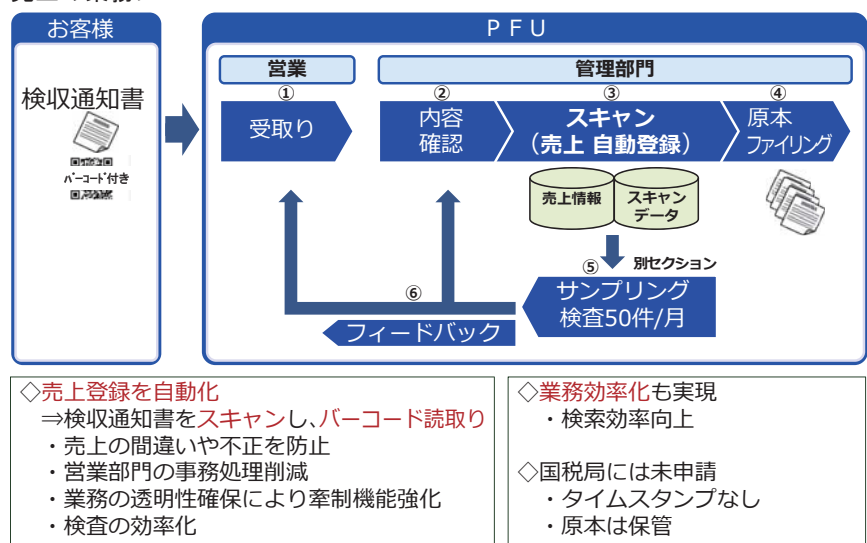 お客様
ＰＦＵ
検収通知書
バーコード付き
営業
管理部門
①
受取り
②
内容
確認
③
スキャン
（売上 自動登録）
④
原本
ファイリング
売上情報
スキャン
データ
⑤
別セクション
サンプリング
検査50件/月
⑥
フィードバック
◇売上登録を自動化
⇒検収通知書をスキャンし、バーコード読取り
・売上の間違いや不正を防止
・営業部門の事務処理削減
・業務の透明性確保により牽制機能強化
・検査の効率化
◇業務効率化も実現
・検索効率向上
◇国税局には未申請
・タイムスタンプなし
・原本は保管